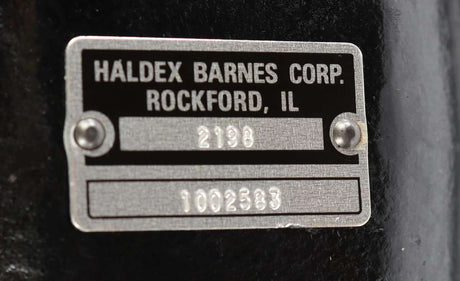 HALDEX BARNES CORP.
ROCKFORD, IL
2198
1002583